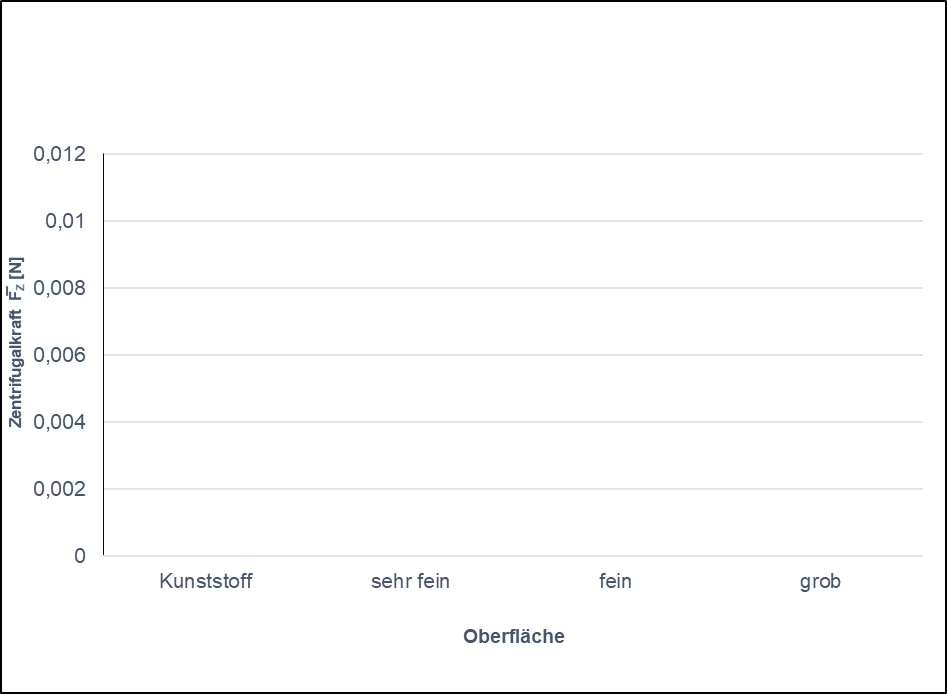 0,012
0,01
0,008
0,006
0,004
0,002
0
Zentrifugalkraft F̄z [N]
Kunststoff sehr fein fein grob
Oberfläche